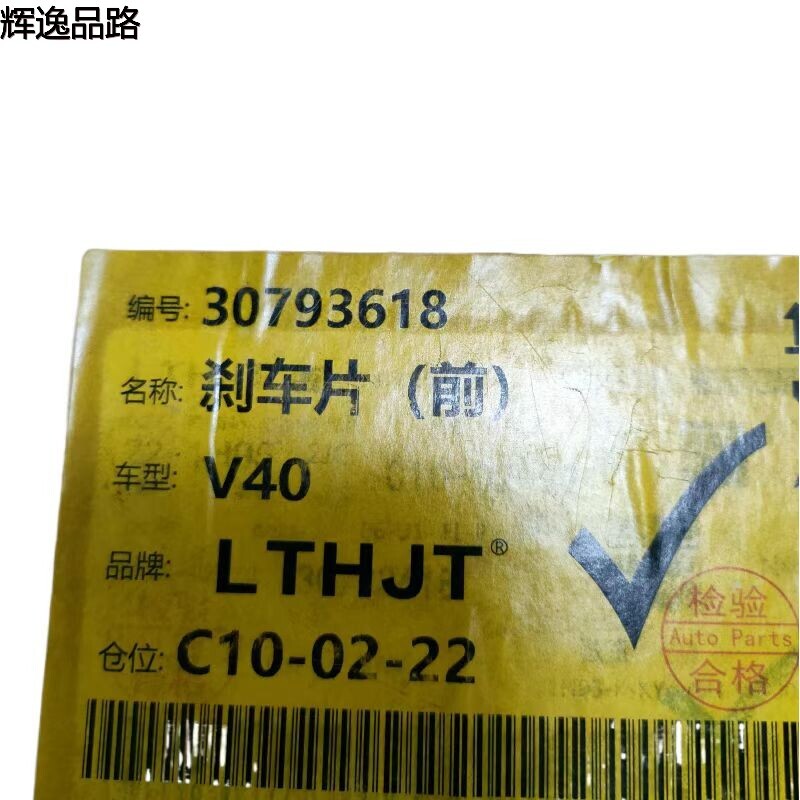 辉逸品路
编号: 30793618
名称: 刹车片（前）
车型: V40
品牌: LTHJT®
仓位: C10-02-22
检验
Auto Parts
合格